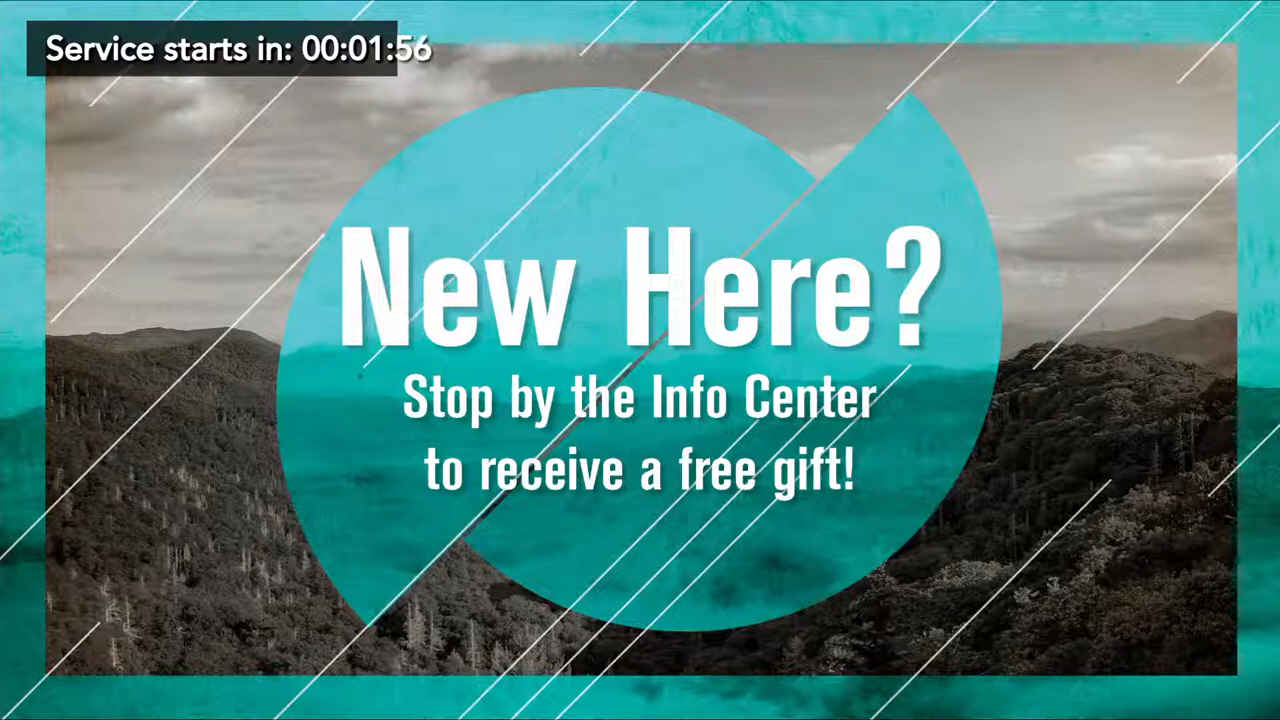 Service starts in: 00:01:56
New Here?
Stop by the Info Center
to receive a free gift!